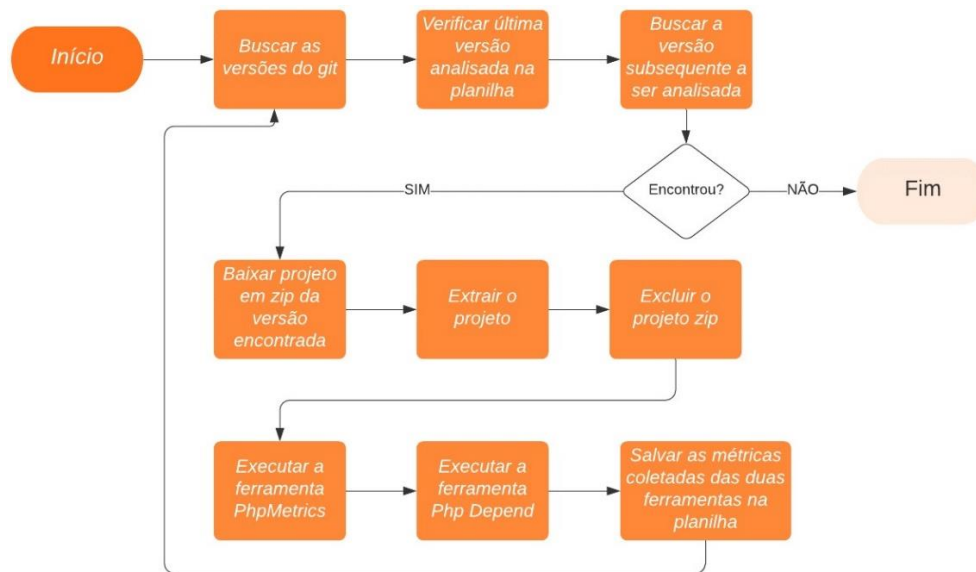 Início
Buscar as
versões do git
Verificar última
versão
analisada na
planilha
Buscar a
versão
subsequente a
ser analisada
Encontrou?
SIM
NÃO
Fim
Baixar projeto
em zip da
versão
encontrada
Extrair o
projeto
Excluir o
projeto zip
Executar a
ferramenta
PhpMetrics
Executar a
ferramenta
Php Depend
Salvar as métricas
coletadas das duas
ferramentas na
planilha